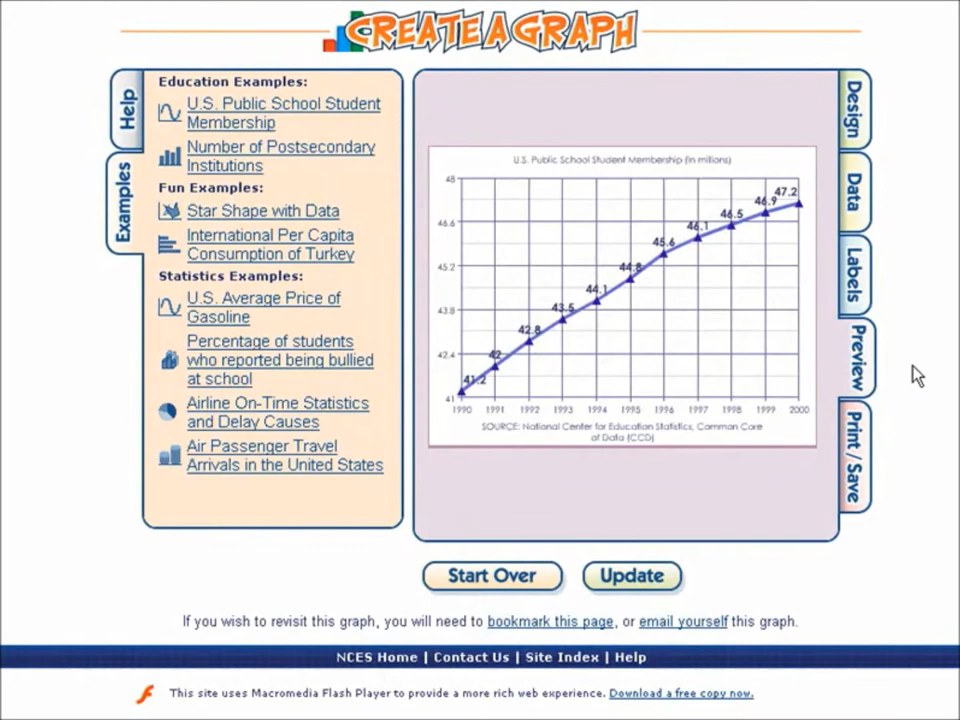 CREATE A GRAPH
Help
Examples
Education Examples:
U.S. Public School Student
Membership
Number of Postsecondary
Institutions
Fun Examples:
Star Shape with Data
International Per Capita
Consumption of Turkey
Statistics Examples:
U.S. Average Price of
Gasoline
Percentage of students
who reported being bullied
at school
Airline On-Time Statistics
and Delay Causes
Air Passenger Travel
Arrivals in the United States
U.S. Public School Student Membership (in millions)
48
46.6
45.2
43.8
42.4
41
41.2
42
42.8
43.5
44.1
44.8
45.6
46.1
46.5
46.9
47.2
1990 1991 1992 1993 1994 1995 1996 1997 1998 1999 2000
SOURCE: National Center for Education Statistics, Common Core
of Data (CCD)
Design
Data
Labels
Preview
Print / Save
Start Over
Update
If you wish to revisit this graph, you will need to bookmark this page, or email yourself this graph.
NCES Home | Contact Us | Site Index | Help
This site uses Macromedia Flash Player to provide a more rich web experience. Download a free copy now.